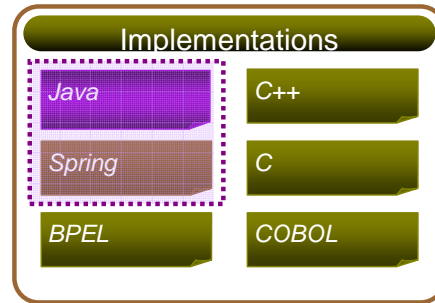 Implementations
Java
C++
Spring
C
BPEL
COBOL